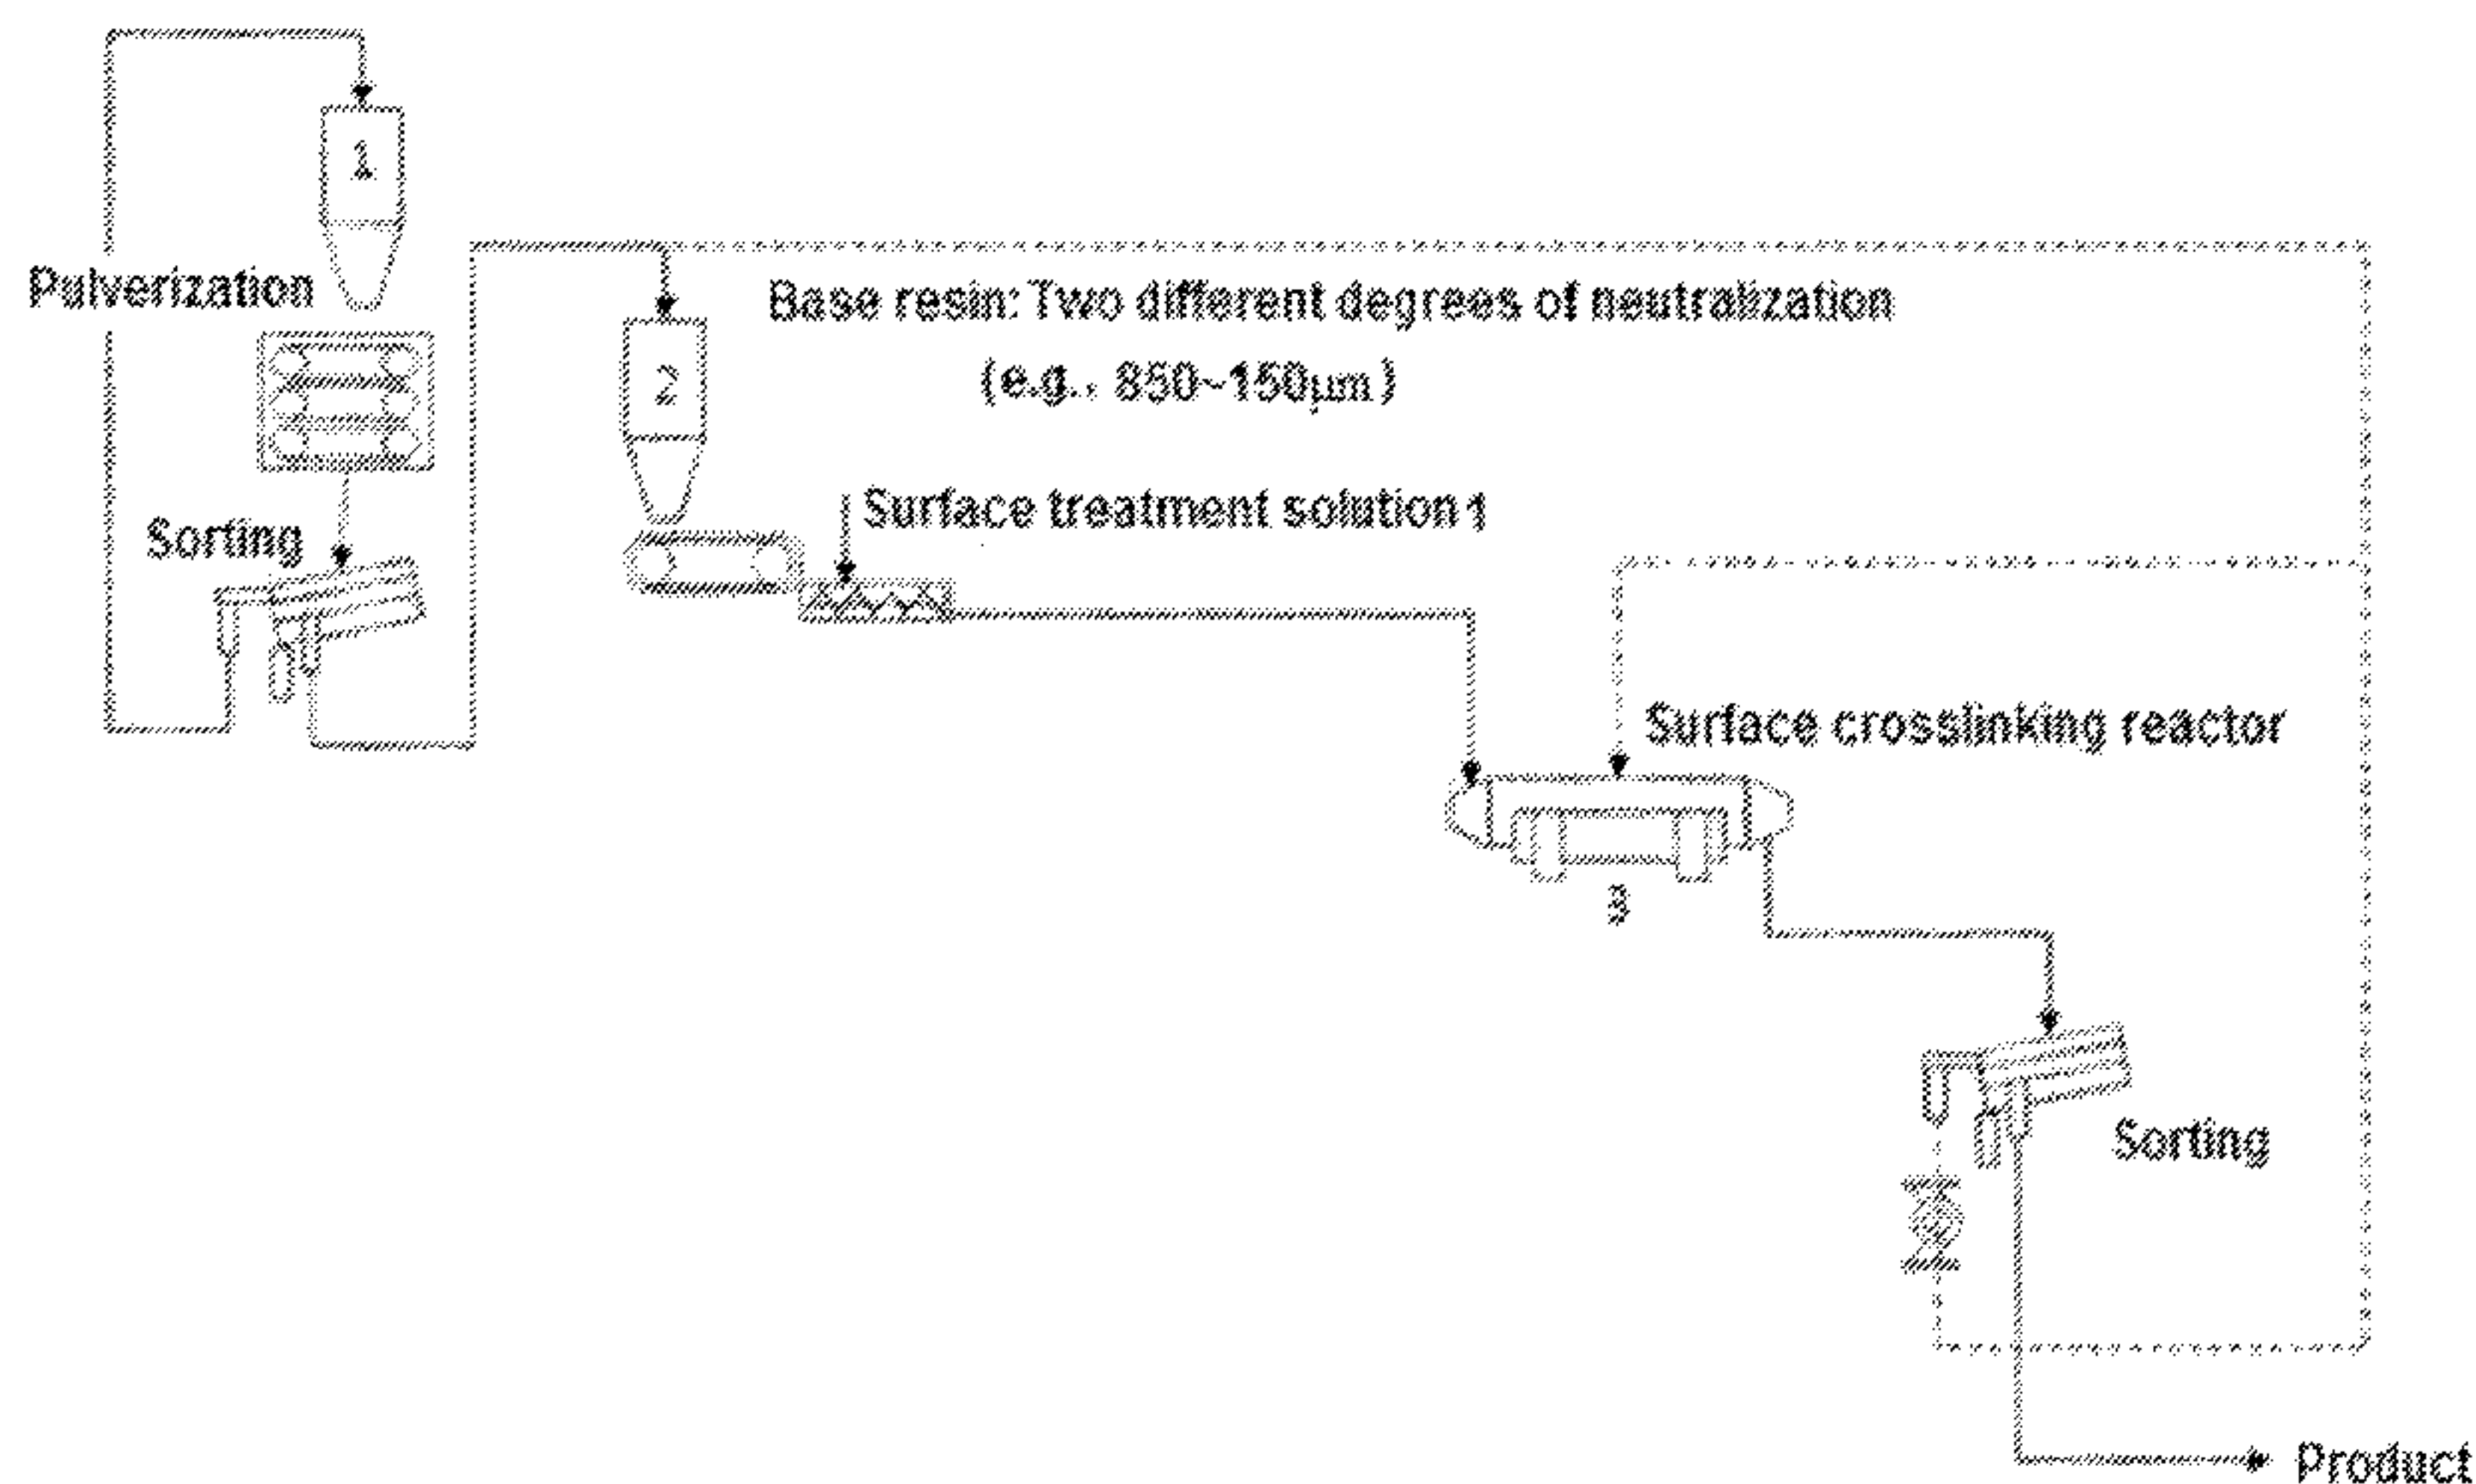 1
Pulverization
Base resin: Two different degrees of neutralization
(e.g., 850~150μm)
2
Surface treatment solution 1
Sorting
Surface crosslinking reactor
3
Sorting
Product